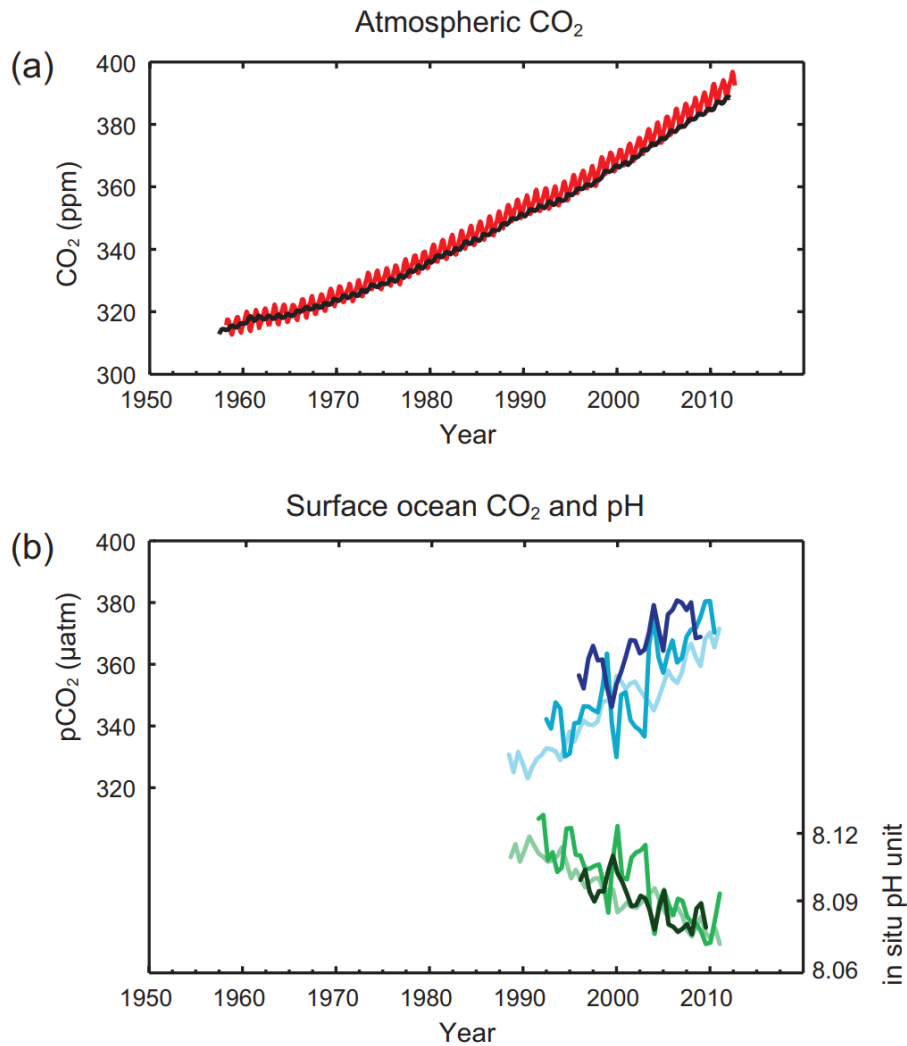 Atmospheric CO₂
(a)
400
380
360
340
320
300
CO₂ (ppm)
1950 1960 1970 1980 1990 2000 2010
Year
Surface ocean CO₂ and pH
(b)
400
380
360
340
320
pCO₂ (µatm)
8.12
8.09
8.06
in situ pH unit
1950 1960 1970 1980 1990 2000 2010
Year